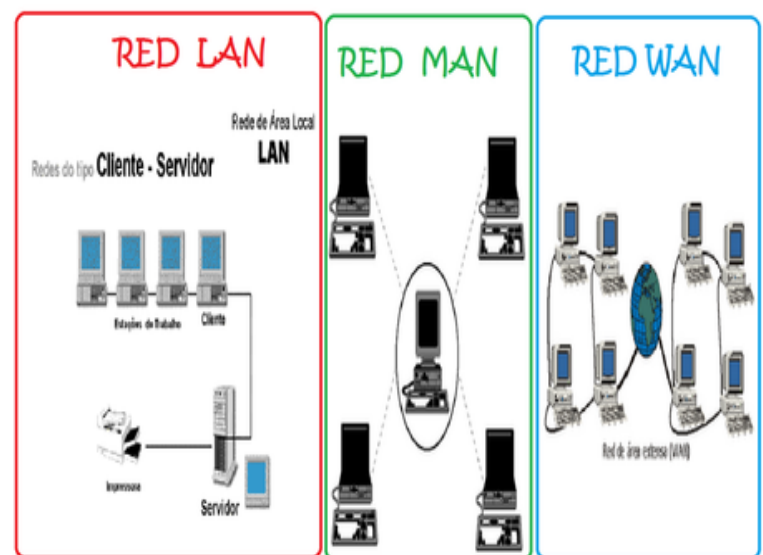 RED LAN
Rede de Área Local
LAN
Redes do tipo Cliente - Servidor
Estações de Trabalho
Cliente
Impressora
Servidor
RED MAN
RED WAN
Red de área extensa (WAN)